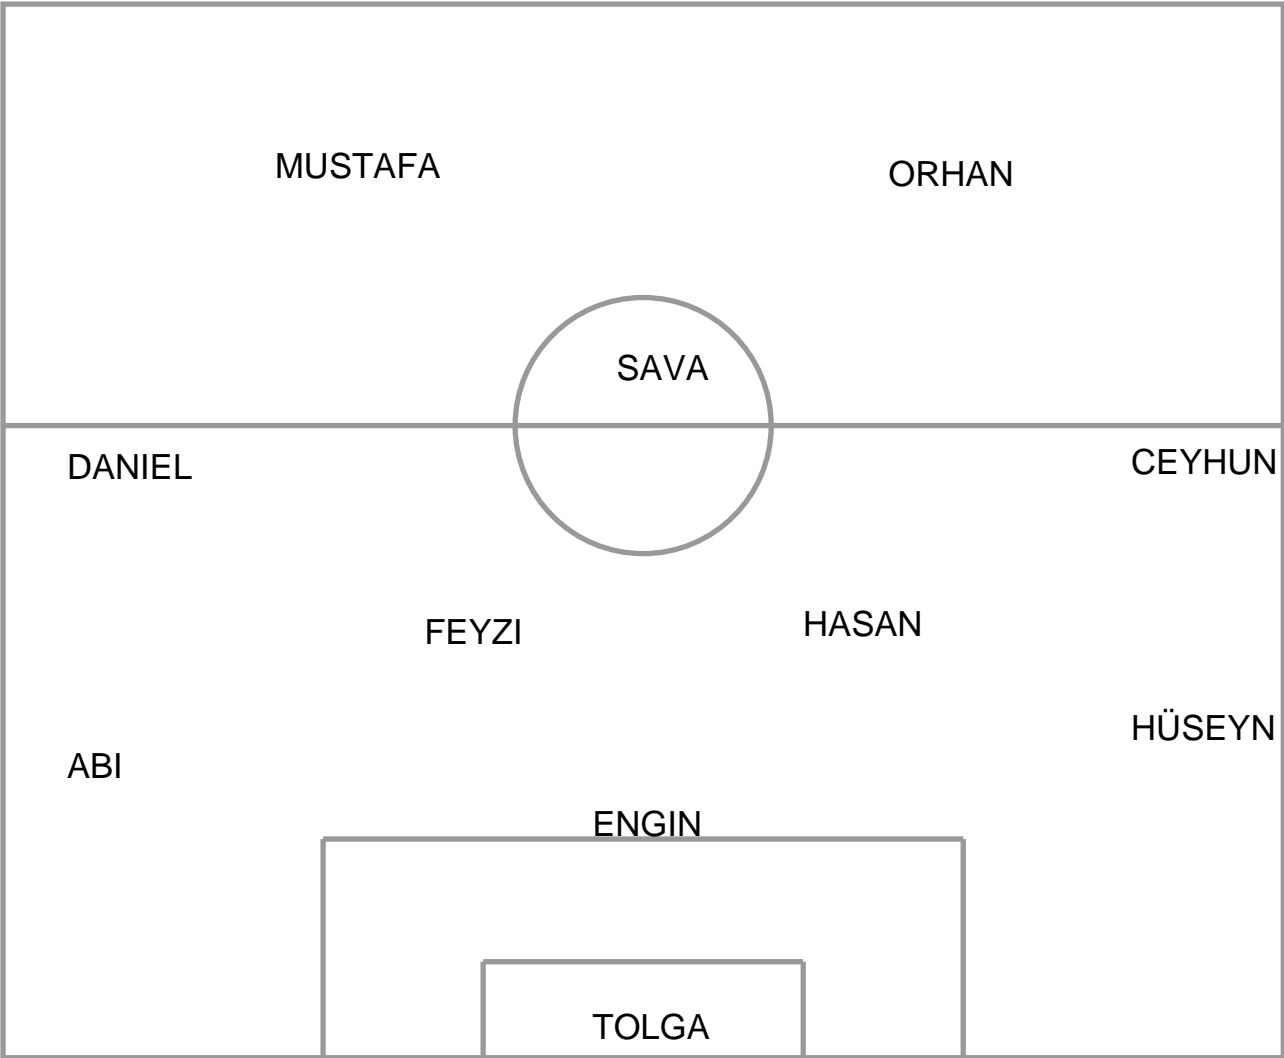 MUSTAFA
ORHAN
SAVA
DANIEL
CEYHUN
FEYZI
HASAN
HÜSEYN
ABI
ENGIN
TOLGA